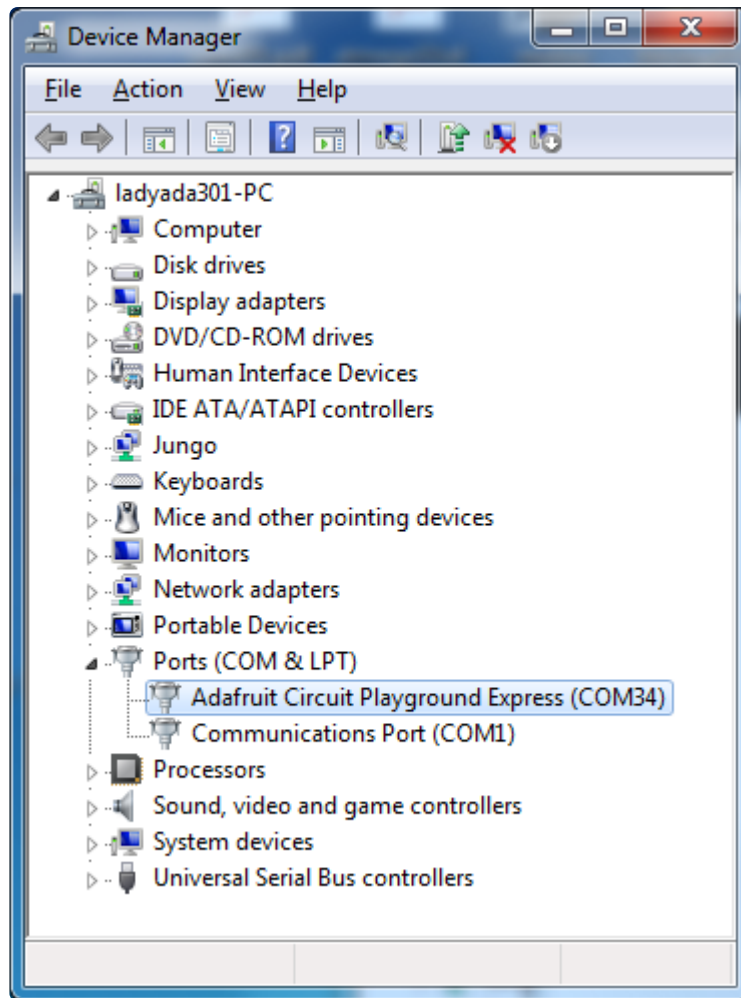 Device Manager
File Action View Help
ladyada301-PC
Computer
Disk drives
Display adapters
DVD/CD-ROM drives
Human Interface Devices
IDE ATA/ATAPI controllers
Jungo
Keyboards
Mice and other pointing devices
Monitors
Network adapters
Portable Devices
Ports (COM & LPT)
Adafruit Circuit Playground Express (COM34)
Communications Port (COM1)
Processors
Sound, video and game controllers
System devices
Universal Serial Bus controllers